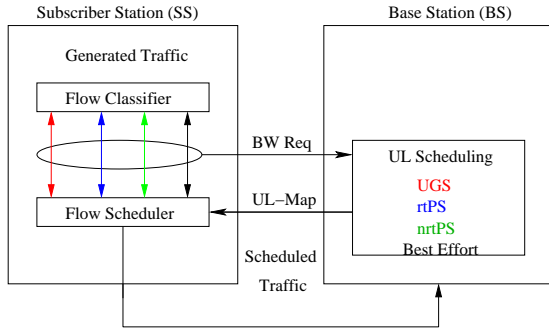 Subscriber Station (SS)
Base Station (BS)
Generated Traffic
Flow Classifier
BW Req
UL Scheduling
UGS
UL−Map
rtPS
Flow Scheduler
nrtPS
Best Effort
Scheduled
Traffic